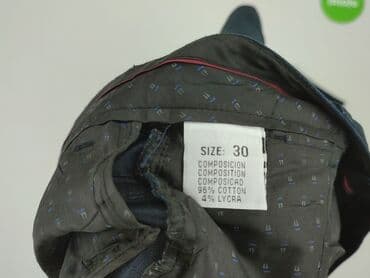 SIZE: 30
COMPOSICION
COMPOSITION
COMPOSICAO
96% COTTON
4% LYCRA